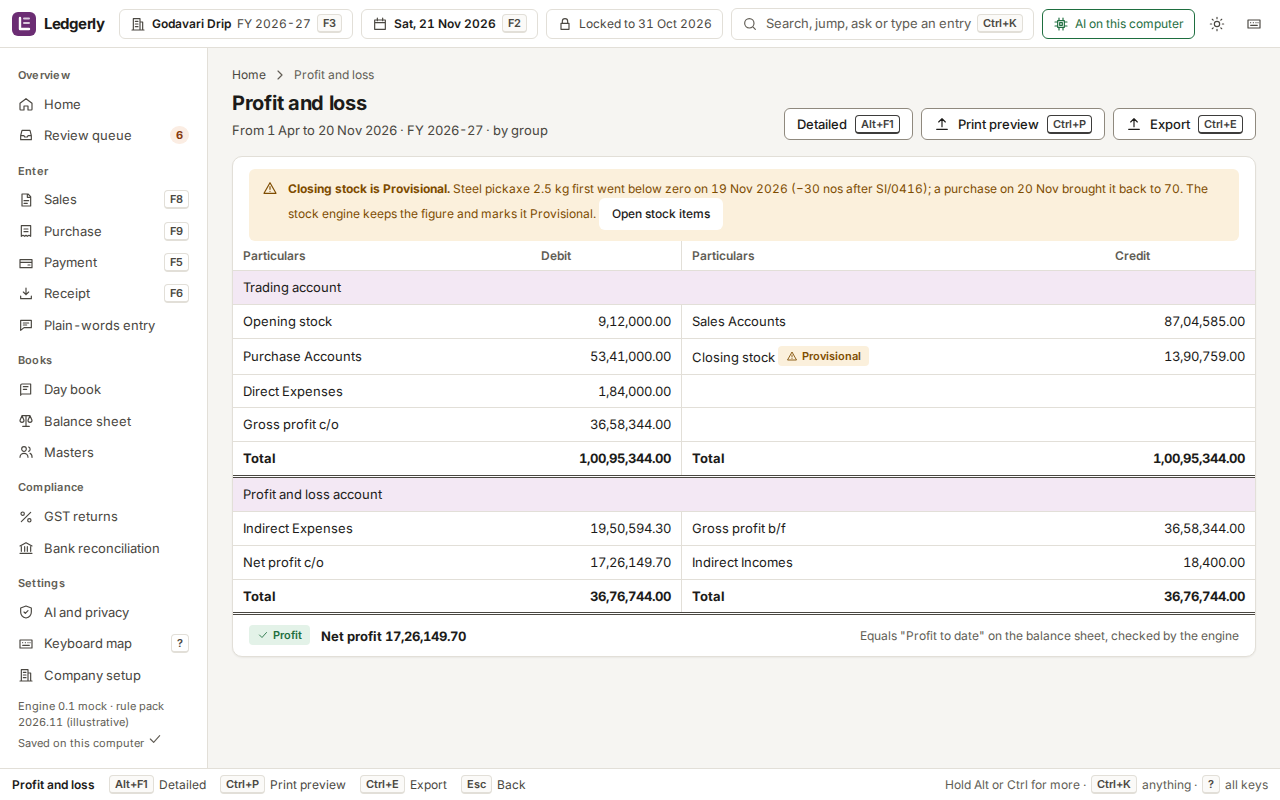 Ledgerly
Godavari Drip FY 2026-27 F3
Sat, 21 Nov 2026 F2
Locked to 31 Oct 2026
Search, jump, ask or type an entry Ctrl+K
AI on this computer
Overview
Home
Review queue 6
Enter
Sales F8
Purchase F9
Payment F5
Receipt F6
Plain-words entry
Books
Day book
Balance sheet
Masters
Compliance
GST returns
Bank reconciliation
Settings
AI and privacy
Keyboard map ?
Company setup
Engine 0.1 mock · rule pack
2026.11 (illustrative)
Saved on this computer
Home > Profit and loss
Profit and loss
From 1 Apr to 20 Nov 2026 · FY 2026-27 · by group
Detailed Alt+F1
Print preview Ctrl+P
Export Ctrl+E
Closing stock is Provisional. Steel pickaxe 2.5 kg first went below zero on 19 Nov 2026 (−30 nos after SI/0416); a purchase on 20 Nov brought it back to 70. The
stock engine keeps the figure and marks it Provisional. Open stock items
Particulars Debit Particulars Credit
Trading account
Opening stock 9,12,000.00 Sales Accounts 87,04,585.00
Purchase Accounts 53,41,000.00 Closing stock Provisional 13,90,759.00
Direct Expenses 1,84,000.00
Gross profit c/o 36,58,344.00
Total 1,00,95,344.00 Total 1,00,95,344.00
Profit and loss account
Indirect Expenses 19,50,594.30 Gross profit b/f 36,58,344.00
Net profit c/o 17,26,149.70 Indirect Incomes 18,400.00
Total 36,76,744.00 Total 36,76,744.00
Profit Net profit 17,26,149.70 Equals "Profit to date" on the balance sheet, checked by the engine
Profit and loss Alt+F1 Detailed Ctrl+P Print preview Ctrl+E Export Esc Back Hold Alt or Ctrl for more · Ctrl+K anything · ? all keys